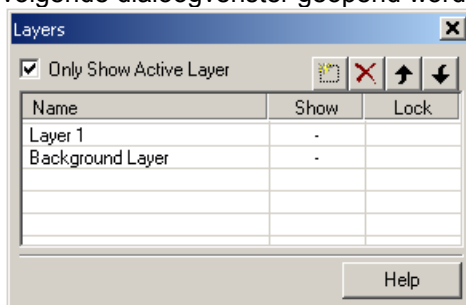 volgende dialoogvenster geopend word
Layers
Only Show Active Layer
Name Show Lock
Layer 1 -
Background Layer -
Help